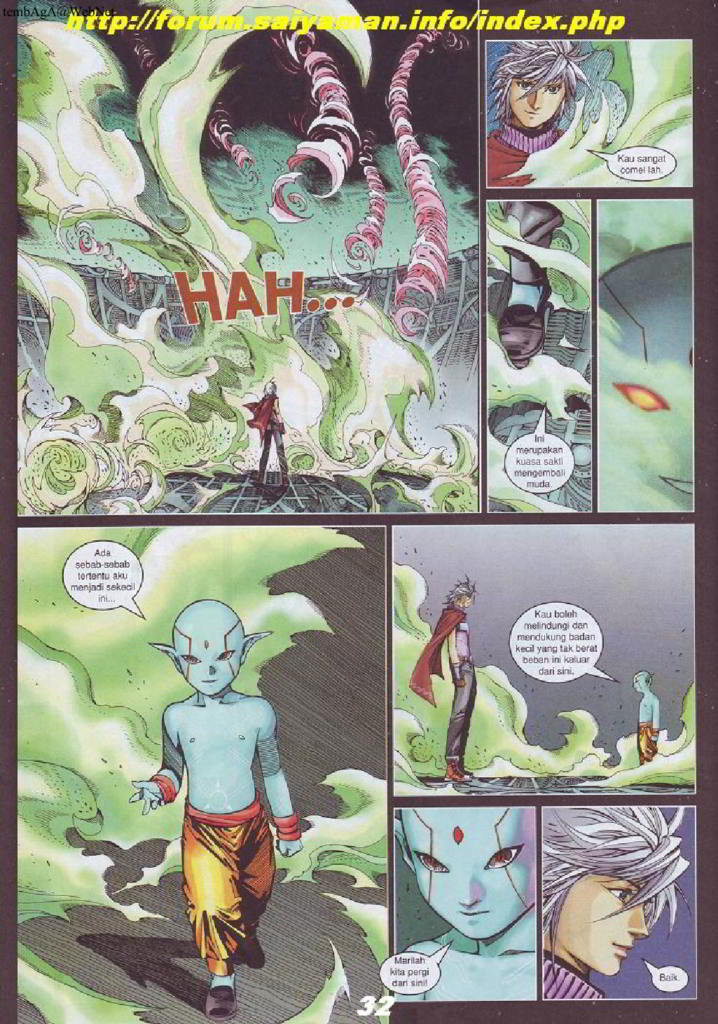 tembAgA@WebNet
http://forum.saiyaman.info/index.php
HAH...
Kau sangat
comel lah.
Ini
merupakan
kuasa sakti
mengembali
muda.
Ada
sebab-sebab
tertentu aku
menjadi sekecil
ini...
Kau boleh
melindungi dan
mendukung badan
kecil yang tak berat
beban ini keluar
dari sini.
Marilah
kita pergi
dari sini!
Baik.
32